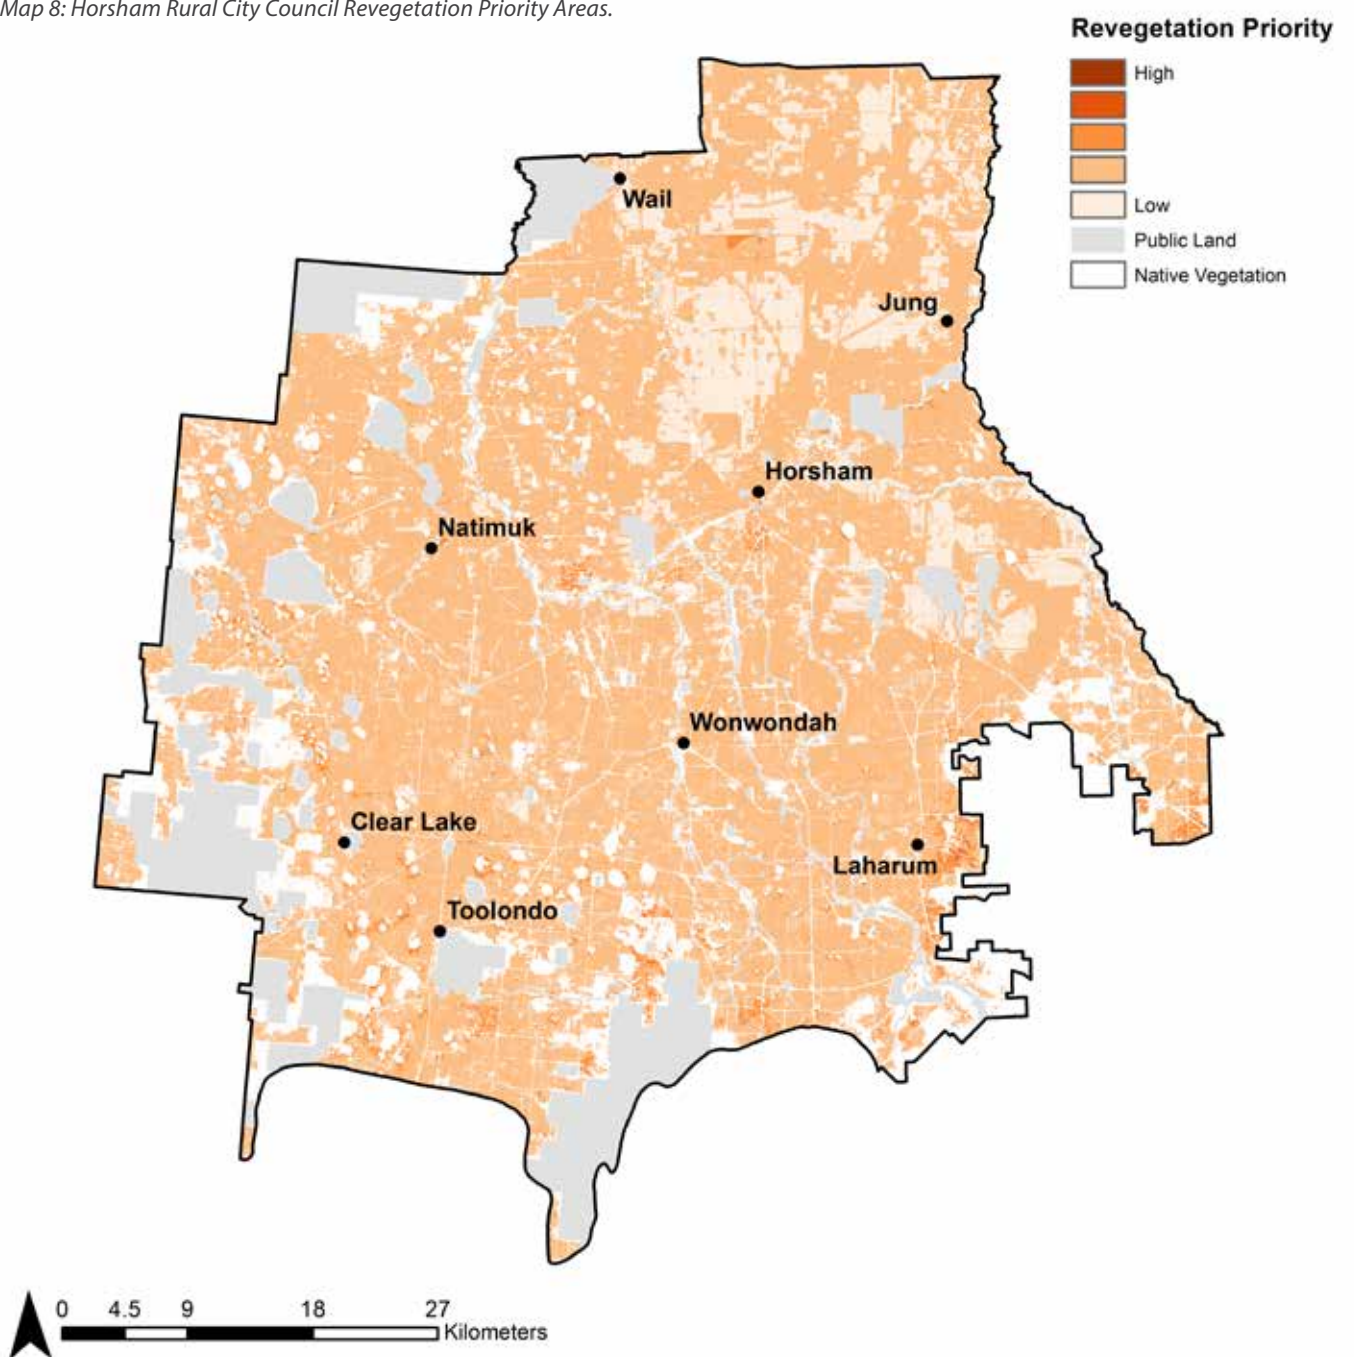 Map 8: Horsham Rural City Council Revegetation Priority Areas.
Revegetation Priority
High
Low
Public Land
Native Vegetation
Wail
Jung
Horsham
Natimuk
Wonwondah
Clear Lake
Laharum
Toolondo
0 4.5 9 18 27
Kilometers